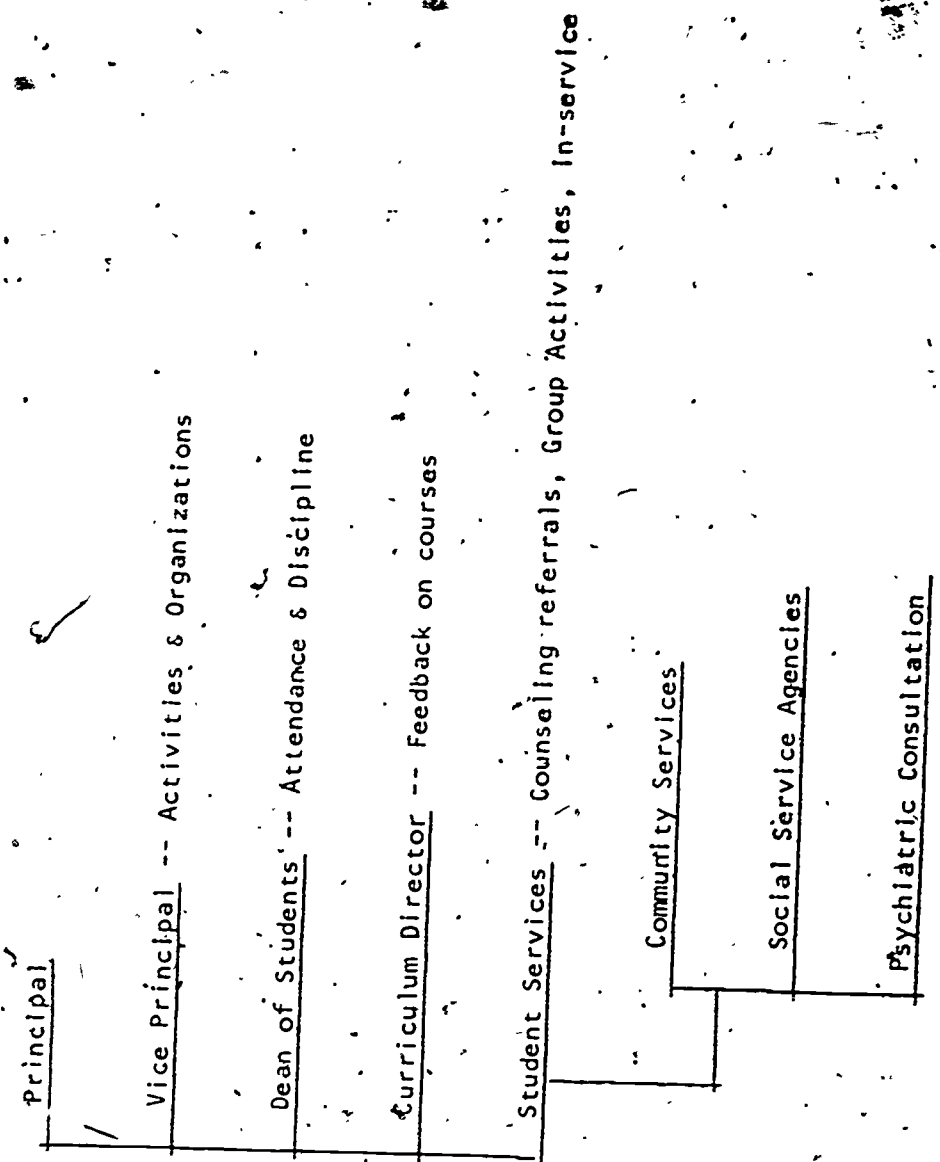 Principal
Vice Principal -- Activities & Organizations
Dean of Students -- Attendance & Discipline
Curriculum Director -- Feedback on courses
Student Services -- Counseling referrals, Group Activities, In-service
Community Services
Social Service Agencies
Psychiatric Consultation